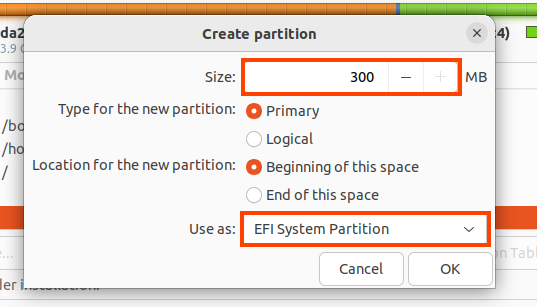 Create partition
da2
4)
3.9 G
Size:
300
MB
Mo
Type for the new partition:
Primary
Logical
/bo
/ho
Location for the new partition:
Beginning of this space
/
End of this space
Use as:
EFI System Partition
e...
on Tabl
Cancel
OK